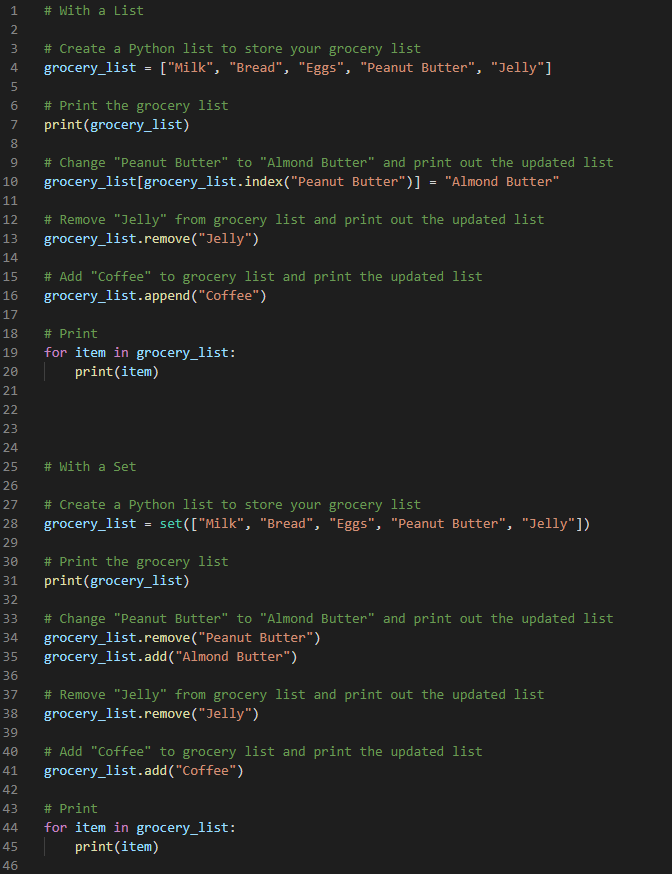 1 # With a List
2
3 # Create a Python list to store your grocery list
4 grocery_list = ["Milk", "Bread", "Eggs", "Peanut Butter", "Jelly"]
5
6 # Print the grocery list
7 print(grocery_list)
8
9 # Change "Peanut Butter" to "Almond Butter" and print out the updated list
10 grocery_list[grocery_list.index("Peanut Butter")] = "Almond Butter"
11
12 # Remove "Jelly" from grocery list and print out the updated list
13 grocery_list.remove("Jelly")
14
15 # Add "Coffee" to grocery list and print the updated list
16 grocery_list.append("Coffee")
17
18 # Print
19 for item in grocery_list:
20     print(item)
21
22
23
24
25 # With a Set
26
27 # Create a Python list to store your grocery list
28 grocery_list = set(["Milk", "Bread", "Eggs", "Peanut Butter", "Jelly"])
29
30 # Print the grocery list
31 print(grocery_list)
32
33 # Change "Peanut Butter" to "Almond Butter" and print out the updated list
34 grocery_list.remove("Peanut Butter")
35 grocery_list.add("Almond Butter")
36
37 # Remove "Jelly" from grocery list and print out the updated list
38 grocery_list.remove("Jelly")
39
40 # Add "Coffee" to grocery list and print the updated list
41 grocery_list.add("Coffee")
42
43 # Print
44 for item in grocery_list:
45     print(item)
46